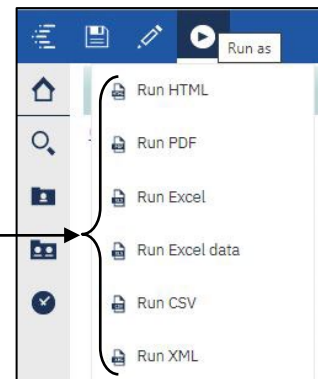 Run as
Run HTML
Run PDF
Run Excel
Run Excel data
Run CSV
Run XML